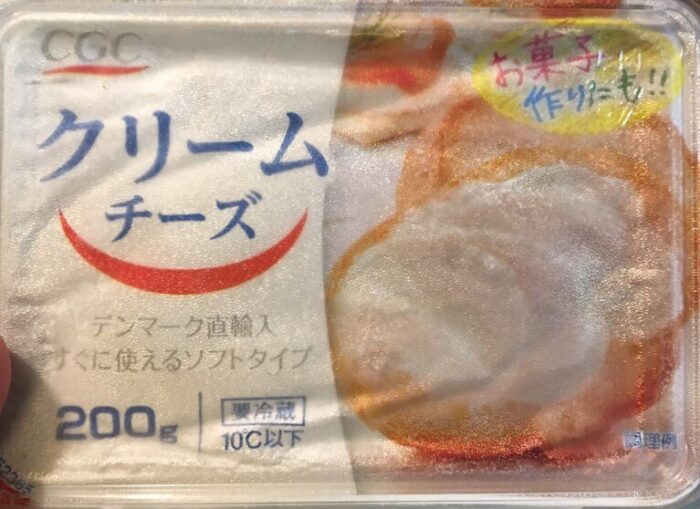 CGC
お菓子
作りにも!!
クリーム
チーズ
デンマーク直輸入
すぐに使えるソフトタイプ
200g
要冷蔵
10℃以下
調理例
52365